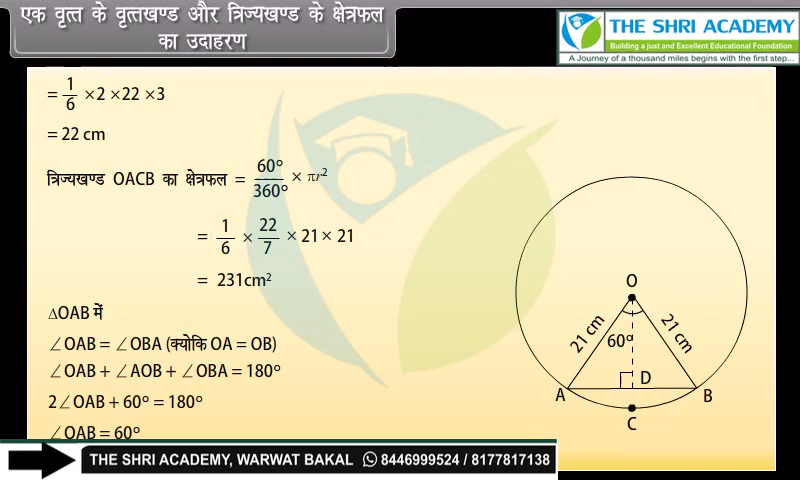 एक वृत्त के वृत्तखण्ड और त्रिज्यखण्ड के क्षेत्रफल
का उदाहरण
THE SHRI ACADEMY
Building a just and Excellent Educational Foundation
A Journey of a thousand miles begins with the first step...
= 1/6 ×2 ×22 ×3
= 22 cm
त्रिज्यखण्ड OACB का क्षेत्रफल = 60°/360° × πr²
= 1/6 × 22/7 × 21 × 21
= 231cm²
∆OAB में
∠OAB = ∠OBA (क्योकि OA = OB)
∠OAB + ∠AOB + ∠OBA = 180°
2∠OAB + 60° = 180°
∠OAB = 60°
O
21 cm
21 cm
60°
D
A
B
C
THE SHRI ACADEMY, WARWAT BAKAL 8446999524 / 8177817138